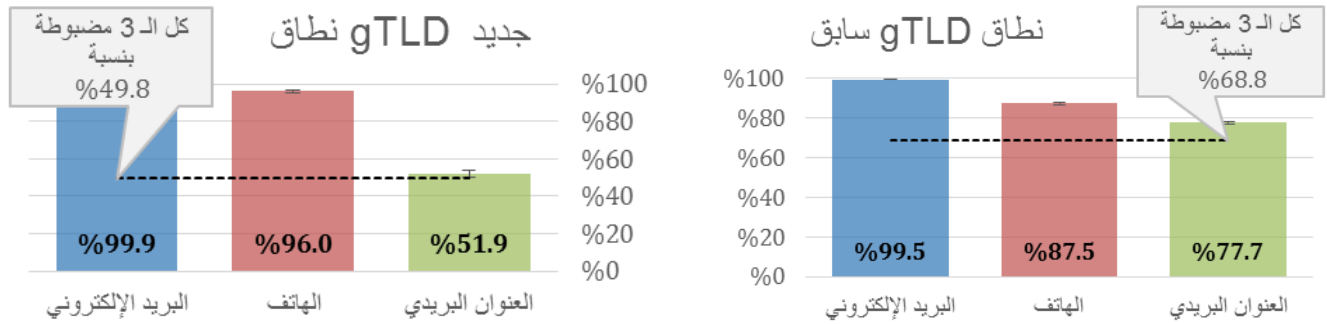 نطاق gTLD سابق
كل الـ 3 مضبوطة
بنسبة
%68.8
%100
%80
%60
%40
%20
%0
%99.5
%87.5
%77.7
البريد الإلكتروني
الهاتف
العنوان البريدي
جديد gTLD نطاق
كل الـ 3 مضبوطة
بنسبة
%49.8
%100
%80
%60
%40
%20
%0
%99.9
%96.0
%51.9
البريد الإلكتروني
الهاتف
العنوان البريدي